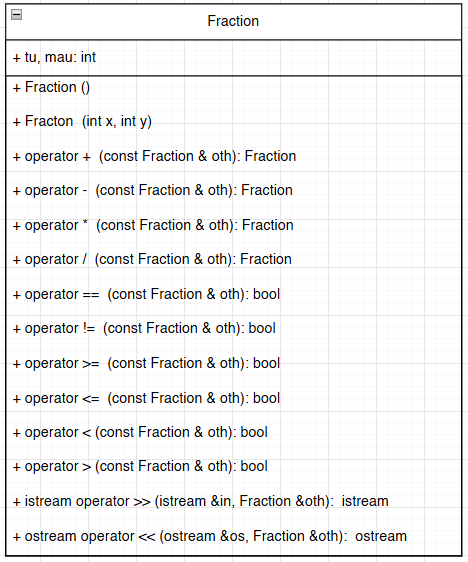 Fraction
+ tu, mau: int
+ Fraction ()
+ Fracton (int x, int y)
+ operator + (const Fraction & oth): Fraction
+ operator - (const Fraction & oth): Fraction
+ operator * (const Fraction & oth): Fraction
+ operator / (const Fraction & oth): Fraction
+ operator == (const Fraction & oth): bool
+ operator != (const Fraction & oth): bool
+ operator >= (const Fraction & oth): bool
+ operator <= (const Fraction & oth): bool
+ operator < (const Fraction & oth): bool
+ operator > (const Fraction & oth): bool
+ istream operator >> (istream &in, Fraction &oth): istream
+ ostream operator << (ostream &os, Fraction &oth): ostream